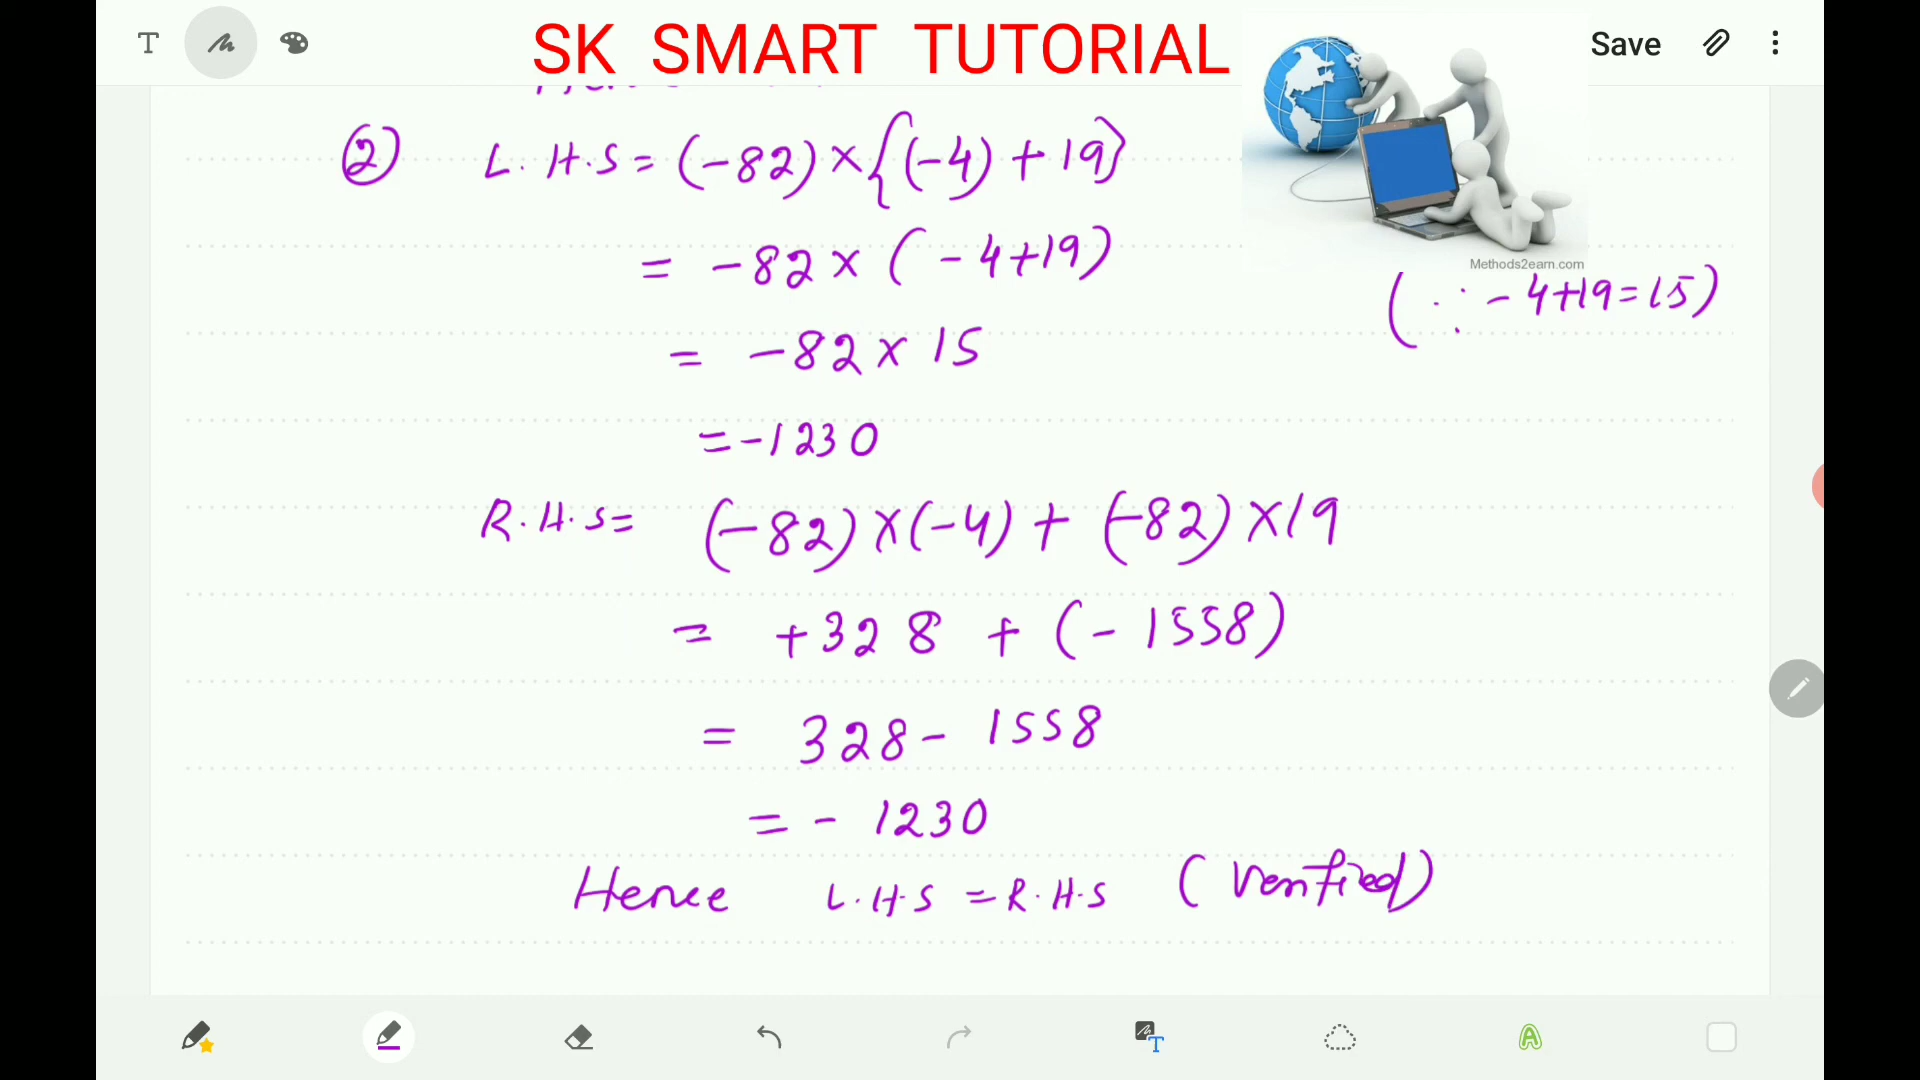 SK SMART TUTORIAL
Save
② L.H.S = (-82) × {(-4) + 19}
= -82 × ( - 4+19)
Methods2earn.com
( ∵ - 4+19 = 15)
= -82 × 15
= -1230
R.H.S = (-82) × (-4) + (-82) × 19
= +328 + (- 1558)
= 328 - 1558
= - 1230
Hence L.H.S = R.H.S (Verified)